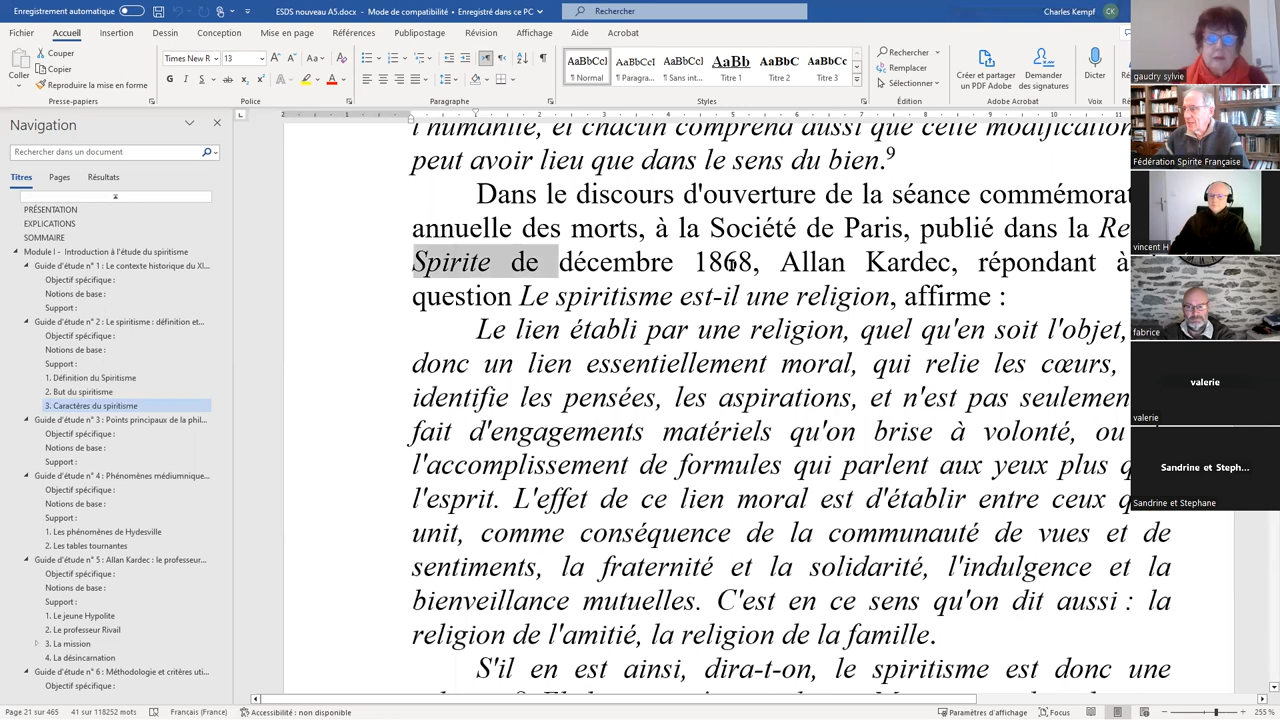 Enregistrement automatique
ESDS nouveau A5.docx - Mode de compatibilité • Enregistré dans ce PC
Rechercher
Charles Kempf
CK
Fichier Accueil Insertion Dessin Conception Mise en page Références Publipostage Révision Affichage Aide Acrobat
Coller
Couper
Copier
Reproduire la mise en forme
Presse-papiers
Times New R
13
G I S
Police
Paragraphe
AaBbCcI
¶ Normal
AaBbCcI
¶ Paragra...
AaBbCcI
¶ Sans int...
AaBb
Titre 1
AaBbC
Titre 2
AaBbCc
Titre 3
Styles
Rechercher
Remplacer
Sélectionner
Édition
Créer et partager un PDF Adobe
Demander des signatures
Adobe Acrobat
Dicter
Voix
Navigation
Rechercher dans un document
Titres Pages Résultats
PRÉSENTATION
EXPLICATIONS
SOMMAIRE
Module I - Introduction à l'étude du spiritisme
Guide d'étude n° 1 : Le contexte historique du XI...
Objectif spécifique :
Notions de base :
Support :
Guide d'étude n° 2 : Le spiritisme : définition et...
Objectif spécifique :
Notions de base :
Support :
1. Définition du Spiritisme
2. But du spiritisme
3. Caractères du spiritisme
Guide d'étude n° 3 : Points principaux de la phil...
Objectif spécifique :
Notions de base :
Support :
Guide d'étude n° 4 : Phénomènes médiumnique...
Objectif spécifique :
Notions de base :
Support :
1. Les phénomènes de Hydesville
2. Les tables tournantes
Guide d'étude n° 5 : Allan Kardec : le professeur...
Objectif spécifique :
Notions de base :
Support :
1. Le jeune Hypolite
2. Le professeur Rivail
3. La mission
4. La désincarnation
Guide d'étude n° 6 : Méthodologie et critères uti...
Objectif spécifique :
l'humanité, et chacun comprend aussi que cette modification
peut avoir lieu que dans le sens du bien.9
Dans le discours d'ouverture de la séance commémorat
annuelle des morts, à la Société de Paris, publié dans la Re
Spirite de décembre 1868, Allan Kardec, répondant à
question Le spiritisme est-il une religion, affirme :
Le lien établi par une religion, quel qu'en soit l'objet,
donc un lien essentiellement moral, qui relie les cœurs,
identifie les pensées, les aspirations, et n'est pas seulemen
fait d'engagements matériels qu'on brise à volonté, ou
l'accomplissement de formules qui parlent aux yeux plus q
l'esprit. L'effet de ce lien moral est d'établir entre ceux q
unit, comme conséquence de la communauté de vues et de
sentiments, la fraternité et la solidarité, l'indulgence et la
bienveillance mutuelles. C'est en ce sens qu'on dit aussi : la
religion de l'amitié, la religion de la famille.
S'il en est ainsi, dira-t-on, le spiritisme est donc une
gaudry sylvie
Fédération Spirite Française
vincent H
fabrice
valerie
valerie
Sandrine et Steph...
Sandrine et Stephane
Page 21 sur 465
41 sur 118252 mots
Français (France)
Accessibilité : non disponible
Paramètres d'affichage
Focus
255 %